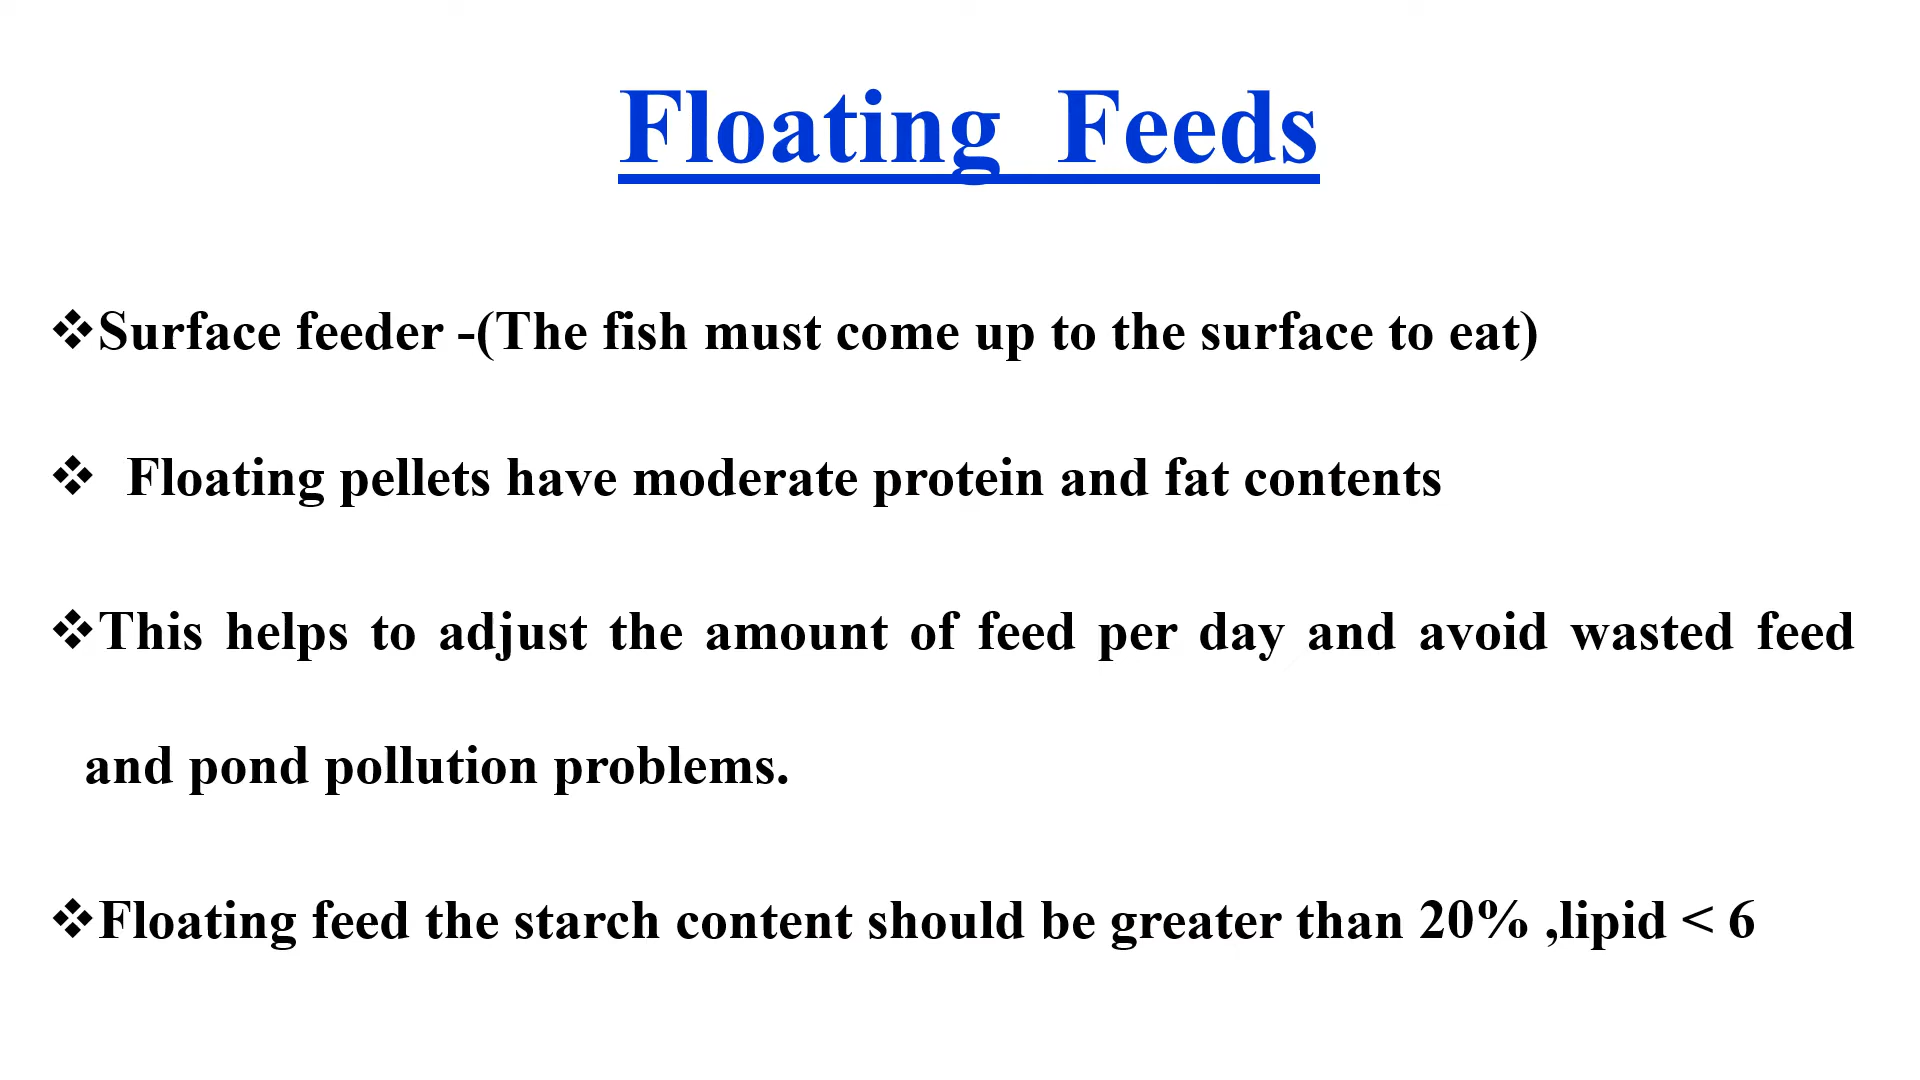 Floating Feeds
❖Surface feeder -(The fish must come up to the surface to eat)
❖ Floating pellets have moderate protein and fat contents
❖This helps to adjust the amount of feed per day and avoid wasted feed
and pond pollution problems.
❖Floating feed the starch content should be greater than 20% ,lipid < 6